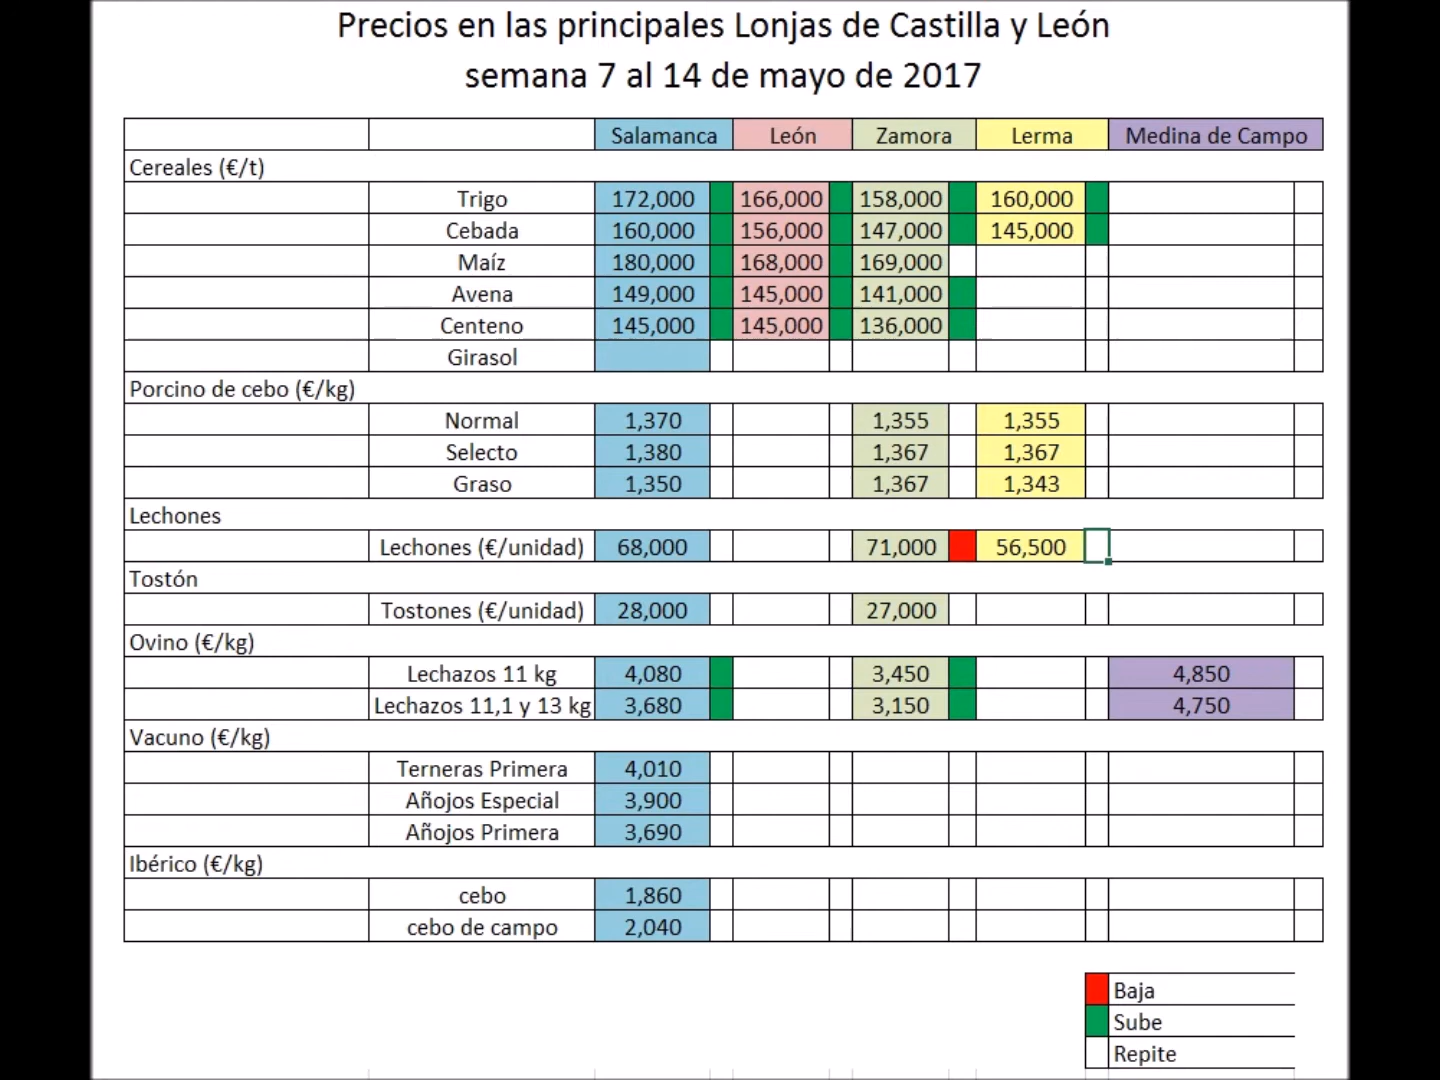 Precios en las principales Lonjas de Castilla y León
semana 7 al 14 de mayo de 2017
Salamanca León Zamora Lerma Medina de Campo
Cereales (€/t)
Trigo 172,000 166,000 158,000 160,000
Cebada 160,000 156,000 147,000 145,000
Maíz 180,000 168,000 169,000
Avena 149,000 145,000 141,000
Centeno 145,000 145,000 136,000
Girasol
Porcino de cebo (€/kg)
Normal 1,370 1,355 1,355
Selecto 1,380 1,367 1,367
Graso 1,350 1,367 1,343
Lechones
Lechones (€/unidad) 68,000 71,000 56,500
Tostón
Tostones (€/unidad) 28,000 27,000
Ovino (€/kg)
Lechazos 11 kg 4,080 3,450 4,850
Lechazos 11,1 y 13 kg 3,680 3,150 4,750
Vacuno (€/kg)
Terneras Primera 4,010
Añojos Especial 3,900
Añojos Primera 3,690
Ibérico (€/kg)
cebo 1,860
cebo de campo 2,040
Baja
Sube
Repite